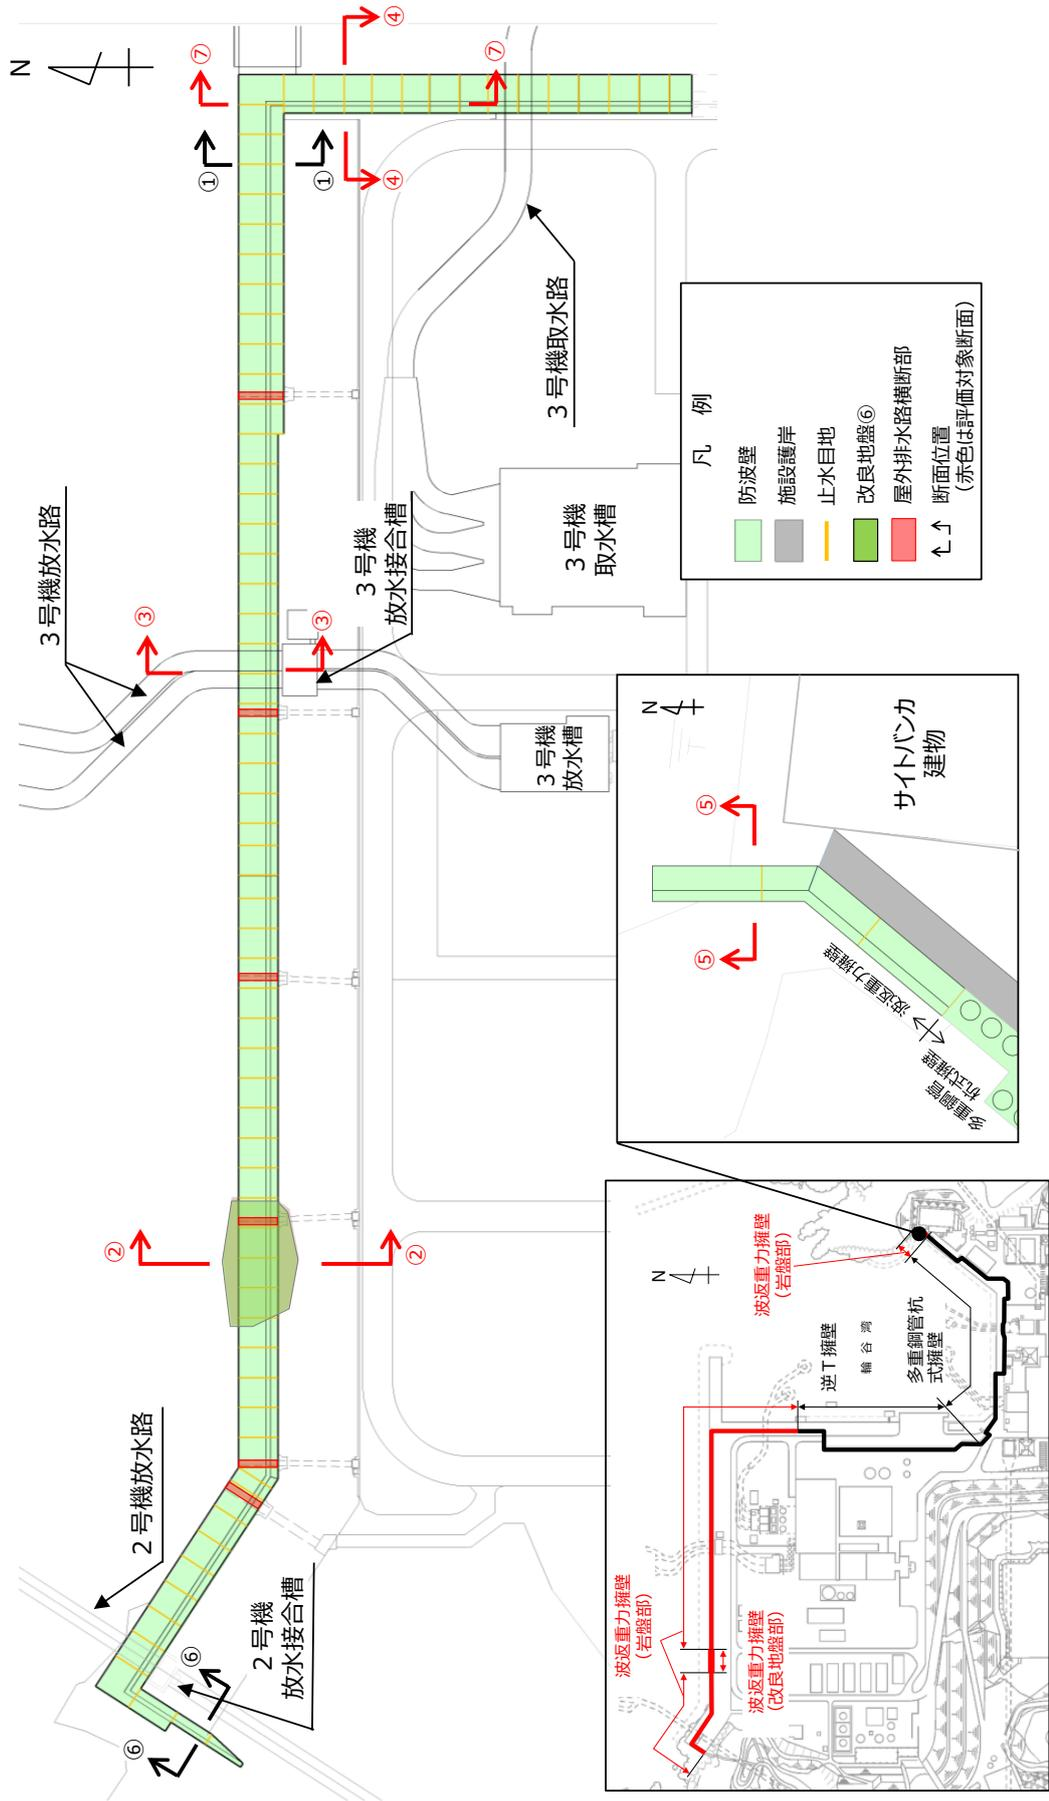 N
⑦
④
①
①
④
⑦
3号機放水路
③
③
3号機
放水接合槽
3号機取水路
3号機
取水槽
3号機
放水槽
②
②
2号機放水路
2号機
放水接合槽
⑥
⑥
凡 例
防波壁
施設護岸
止水目地
改良地盤⑥
屋外排水路横断部
断面位置
(赤色は評価対象断面)
N
⑤
⑤
サイトバンカ
建物
波返重力擁壁
多重鋼管
杭式擁壁
N
波返重力擁壁
(岩盤部)
波返重力擁壁
(改良地盤部)
波返重力擁壁
(岩盤部)
逆T擁壁
輪谷湾
多重鋼管杭
式擁壁